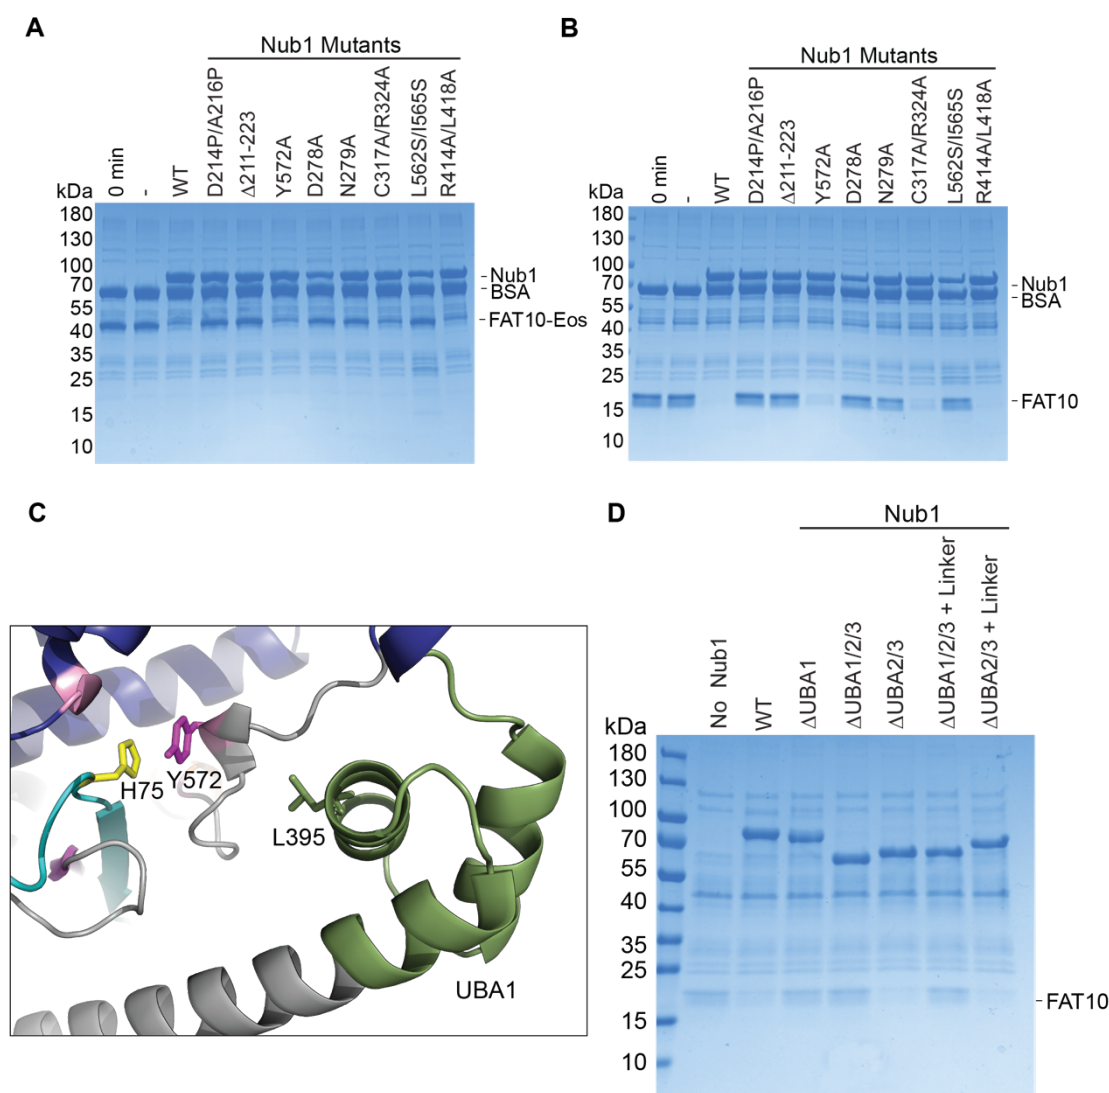 A
Nub1 Mutants
0 min
-
WT
D214P/A216P
Δ211-223
Y572A
D278A
N279A
C317A/R324A
L562S/I565S
R414A/L418A
kDa
180
130
100
70
55
40
35
25
15
10
Nub1
BSA
FAT10-Eos
B
Nub1 Mutants
0 min
-
WT
D214P/A216P
Δ211-223
Y572A
D278A
N279A
C317A/R324A
L562S/I565S
R414A/L418A
kDa
180
130
100
70
55
40
35
25
15
10
Nub1
BSA
FAT10
C
H75
Y572
L395
UBA1
D
Nub1
No Nub1
WT
ΔUBA1
ΔUBA1/2/3
ΔUBA2/3
ΔUBA1/2/3 + Linker
ΔUBA2/3 + Linker
kDa
180
130
100
70
55
40
35
25
15
10
FAT10